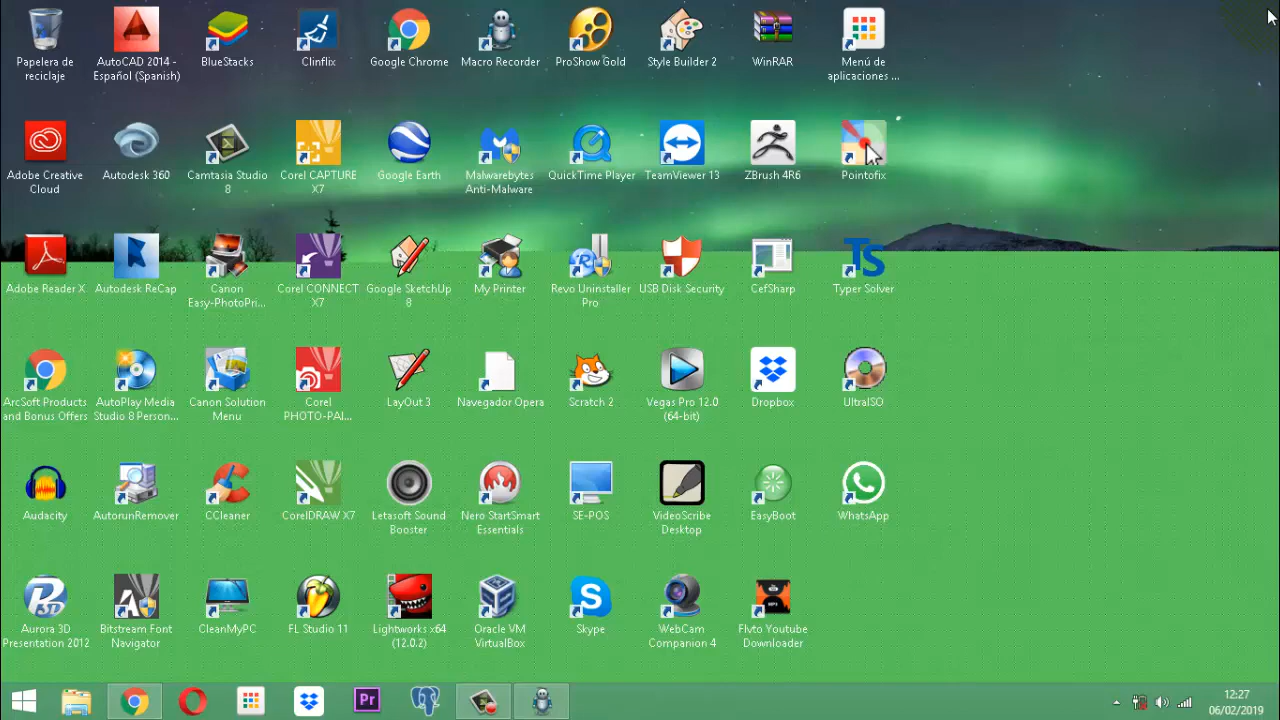 Papelera de
reciclaje
AutoCAD 2014 -
Español (Spanish)
BlueStacks
Clinflix
Google Chrome
Macro Recorder
ProShow Gold
Style Builder 2
WinRAR
Menú de
aplicaciones ...
Adobe Creative
Cloud
Autodesk 360
Camtasia Studio
8
Corel CAPTURE
X7
Google Earth
Malwarebytes
Anti-Malware
QuickTime Player
TeamViewer 13
ZBrush 4R6
Pointofix
Adobe Reader X
Autodesk ReCap
Canon
Easy-PhotoPri...
Corel CONNECT
X7
Google SketchUp
8
My Printer
Revo Uninstaller
Pro
USB Disk Security
CefSharp
Ts
Typer Solver
ArcSoft Products
and Bonus Offers
AutoPlay Media
Studio 8 Person...
Canon Solution
Menu
Corel
PHOTO-PAI...
LayOut 3
Navegador Opera
Scratch 2
Vegas Pro 12.0
(64-bit)
Dropbox
UltraISO
Audacity
AutorunRemover
CCleaner
CorelDRAW X7
Letasoft Sound
Booster
Nero StartSmart
Essentials
SE-POS
VideoScribe
Desktop
EasyBoot
WhatsApp
Aurora 3D
Presentation 2012
Bitstream Font
Navigator
CleanMyPC
FL Studio 11
Lightworks x64
(12.0.2)
Oracle VM
VirtualBox
Skype
WebCam
Companion 4
Flvto Youtube
Downloader
Pr
12:27
06/02/2019